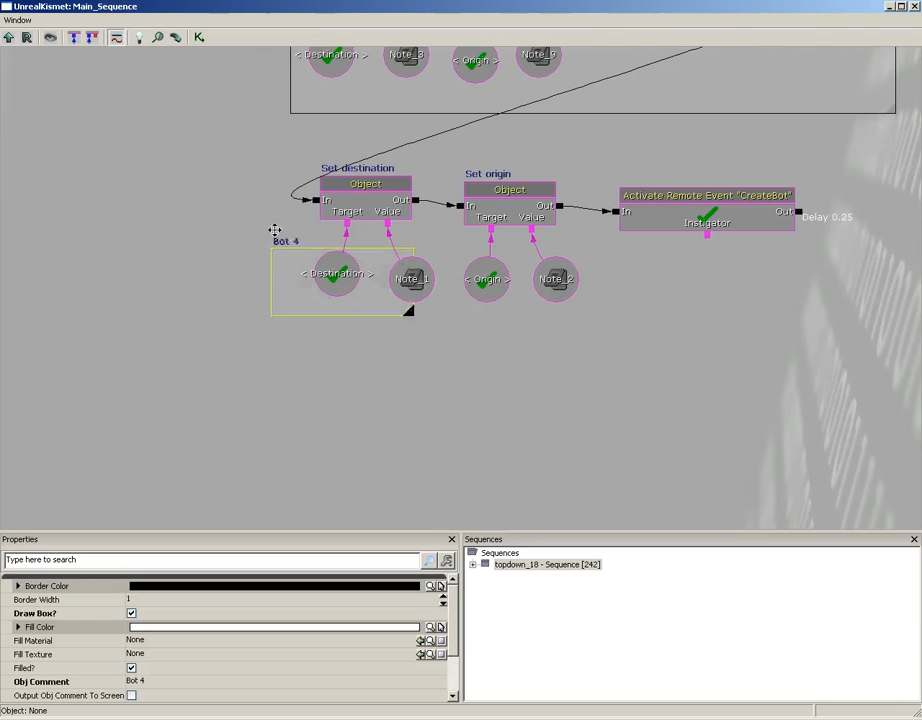 UnrealKismet: Main_Sequence
Window
< Destination >
Note_3
< Origin >
Note_9
Set destination
Object
In
Out
Target
Value
Set origin
Object
In
Out
Target
Value
Activate Remote Event "CreateBot"
In
Out
Instigator
Delay 0.25
Bot 4
< Destination >
Note_1
< Origin >
Note_2
Properties
Type here to search
Border Color
Border Width 1
Draw Box?
Fill Color
Fill Material None
Fill Texture None
Filled?
Obj Comment Bot 4
Output Obj Comment To Screen
Sequences
Sequences
topdown_18 - Sequence [242]
Object: None